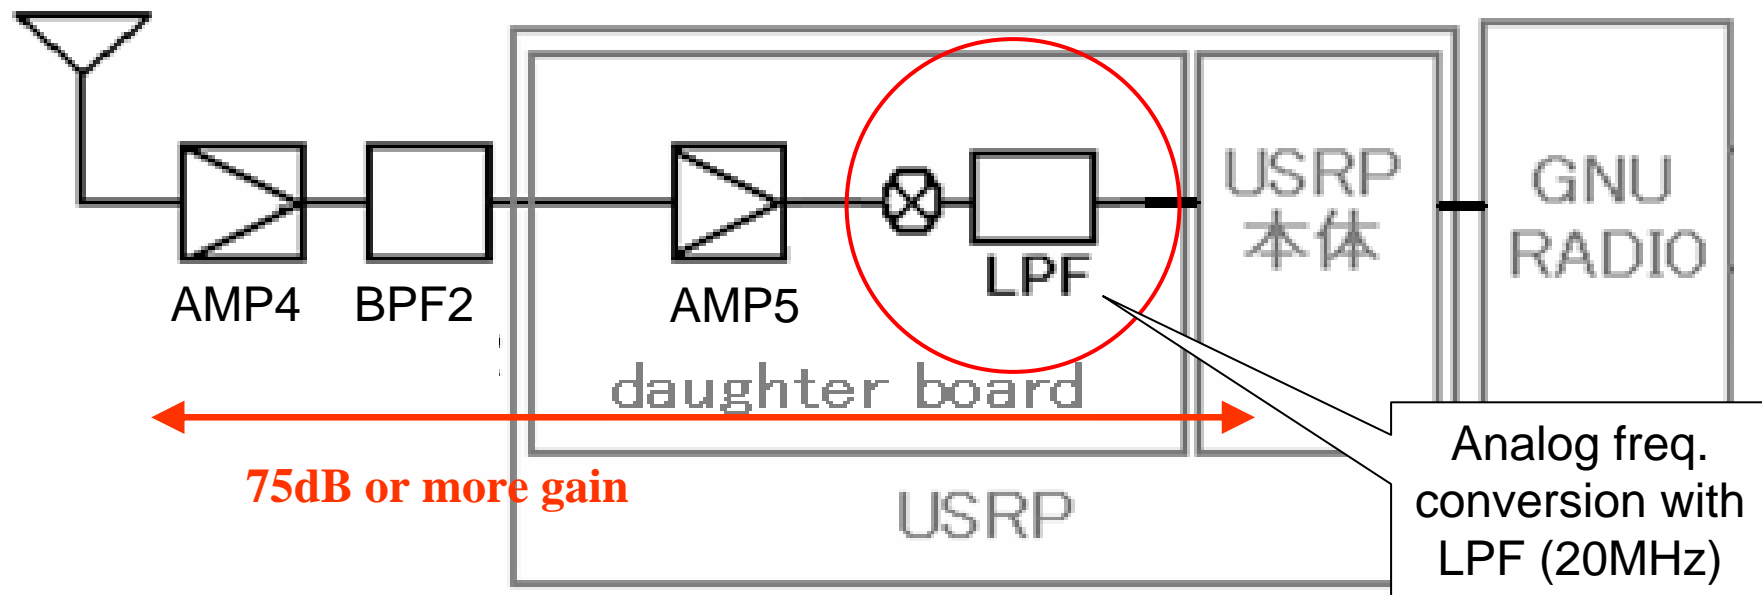 AMP4
BPF2
AMP5
LPF
USRP
本体
GNU
RADIO
daughter board
75dB or more gain
USRP
Analog freq.
conversion with
LPF (20MHz)